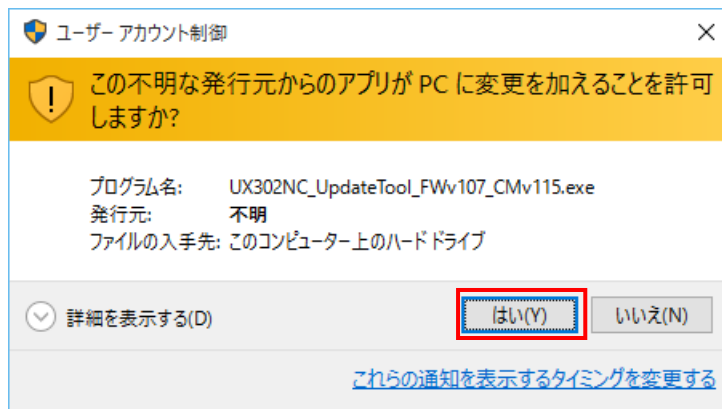 ユーザー アカウント制御
この不明な発行元からのアプリが PC に変更を加えることを許可
しますか?
プログラム名: UX302NC_UpdateTool_FWv107_CMv115.exe
発行元: 不明
ファイルの入手先: このコンピューター上のハード ドライブ
詳細を表示する(D) はい(Y) いいえ(N)
これらの通知を表示するタイミングを変更する